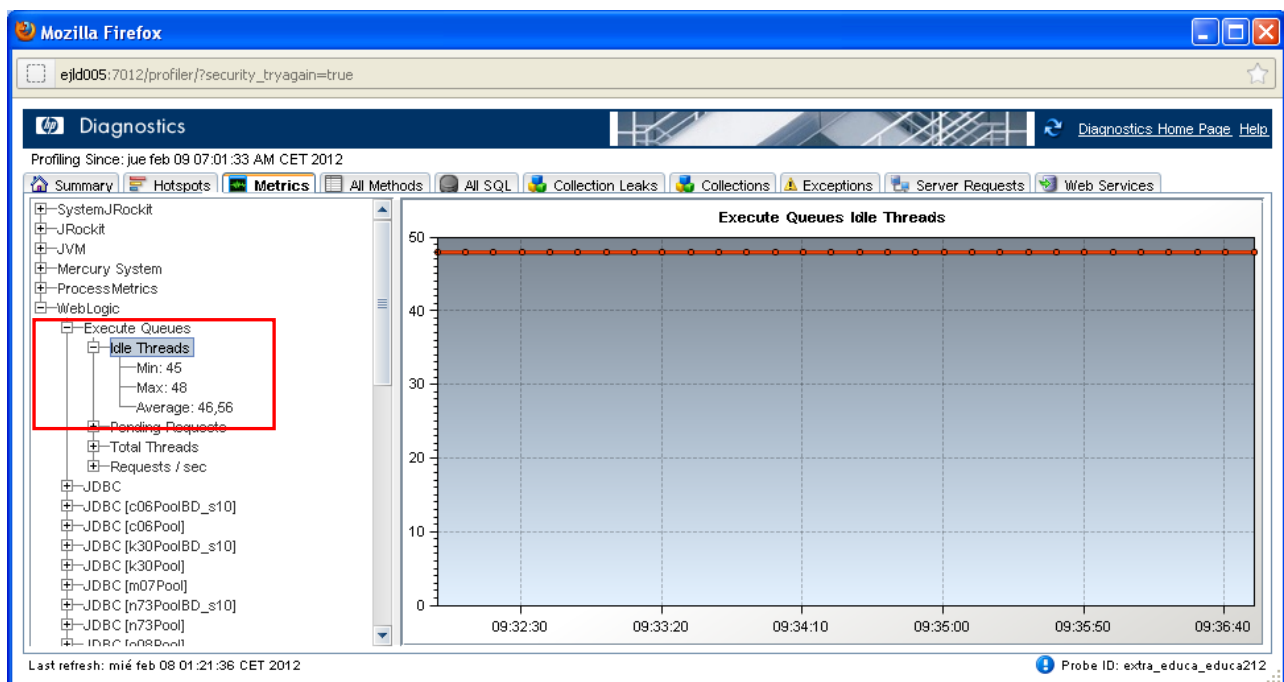 Mozilla Firefox
ejld005:7012/profiler/?security_tryagain=true
hp Diagnostics
Diagnostics Home Page Help
Profiling Since: jue feb 09 07:01:33 AM CET 2012
Summary Hotspots Metrics All Methods All SQL Collection Leaks Collections Exceptions Server Requests Web Services
SystemJRockit
JRockit
JVM
Mercury System
ProcessMetrics
WebLogic
Execute Queues
Idle Threads
Min: 45
Max: 48
Average: 46,56
Pending Requests
Total Threads
Requests / sec
JDBC
JDBC [c06PoolBD_s10]
JDBC [c06Pool]
JDBC [k30PoolBD_s10]
JDBC [k30Pool]
JDBC [m07Pool]
JDBC [n73PoolBD_s10]
JDBC [n73Pool]
JDBC [o08Pool]
Execute Queues Idle Threads
50
40
30
20
10
0
09:32:30 09:33:20 09:34:10 09:35:00 09:35:50 09:36:40
Last refresh: mié feb 08 01:21:36 CET 2012
Probe ID: extra_educa_educa212